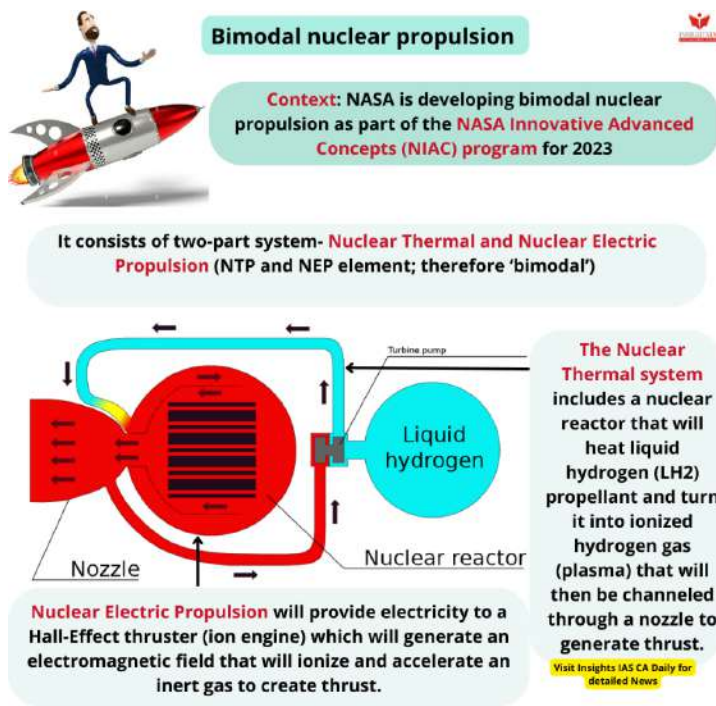 Bimodal nuclear propulsion
Context: NASA is developing bimodal nuclear
propulsion as part of the NASA Innovative Advanced
Concepts (NIAC) program for 2023
It consists of two-part system- Nuclear Thermal and Nuclear Electric
Propulsion (NTP and NEP element; therefore ‘bimodal’)
Turbine pump
Liquid
hydrogen
Nozzle
Nuclear reactor
The Nuclear
Thermal system
includes a nuclear
reactor that will
heat liquid
hydrogen (LH2)
propellant and turn
it into ionized
hydrogen gas
(plasma) that will
then be channeled
through a nozzle to
generate thrust.
Nuclear Electric Propulsion will provide electricity to a
Hall-Effect thruster (ion engine) which will generate an
electromagnetic field that will ionize and accelerate an
inert gas to create thrust.
Visit Insights IAS CA Daily for
detailed News